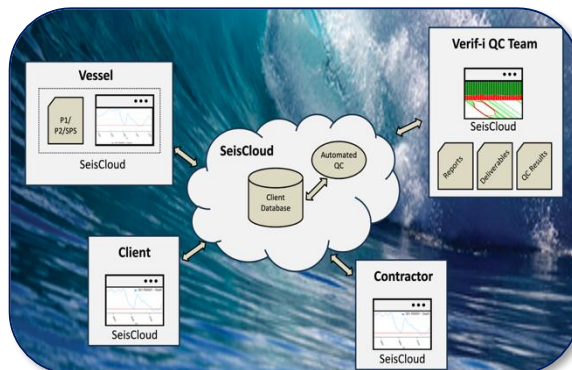 Vessel
P1/
P2/SPS
SeisCloud
Verif-i QC Team
SeisCloud
Reports
Deliverables
QC Results
SeisCloud
Automated
QC
Client
Database
Client
SeisCloud
Contractor
SeisCloud